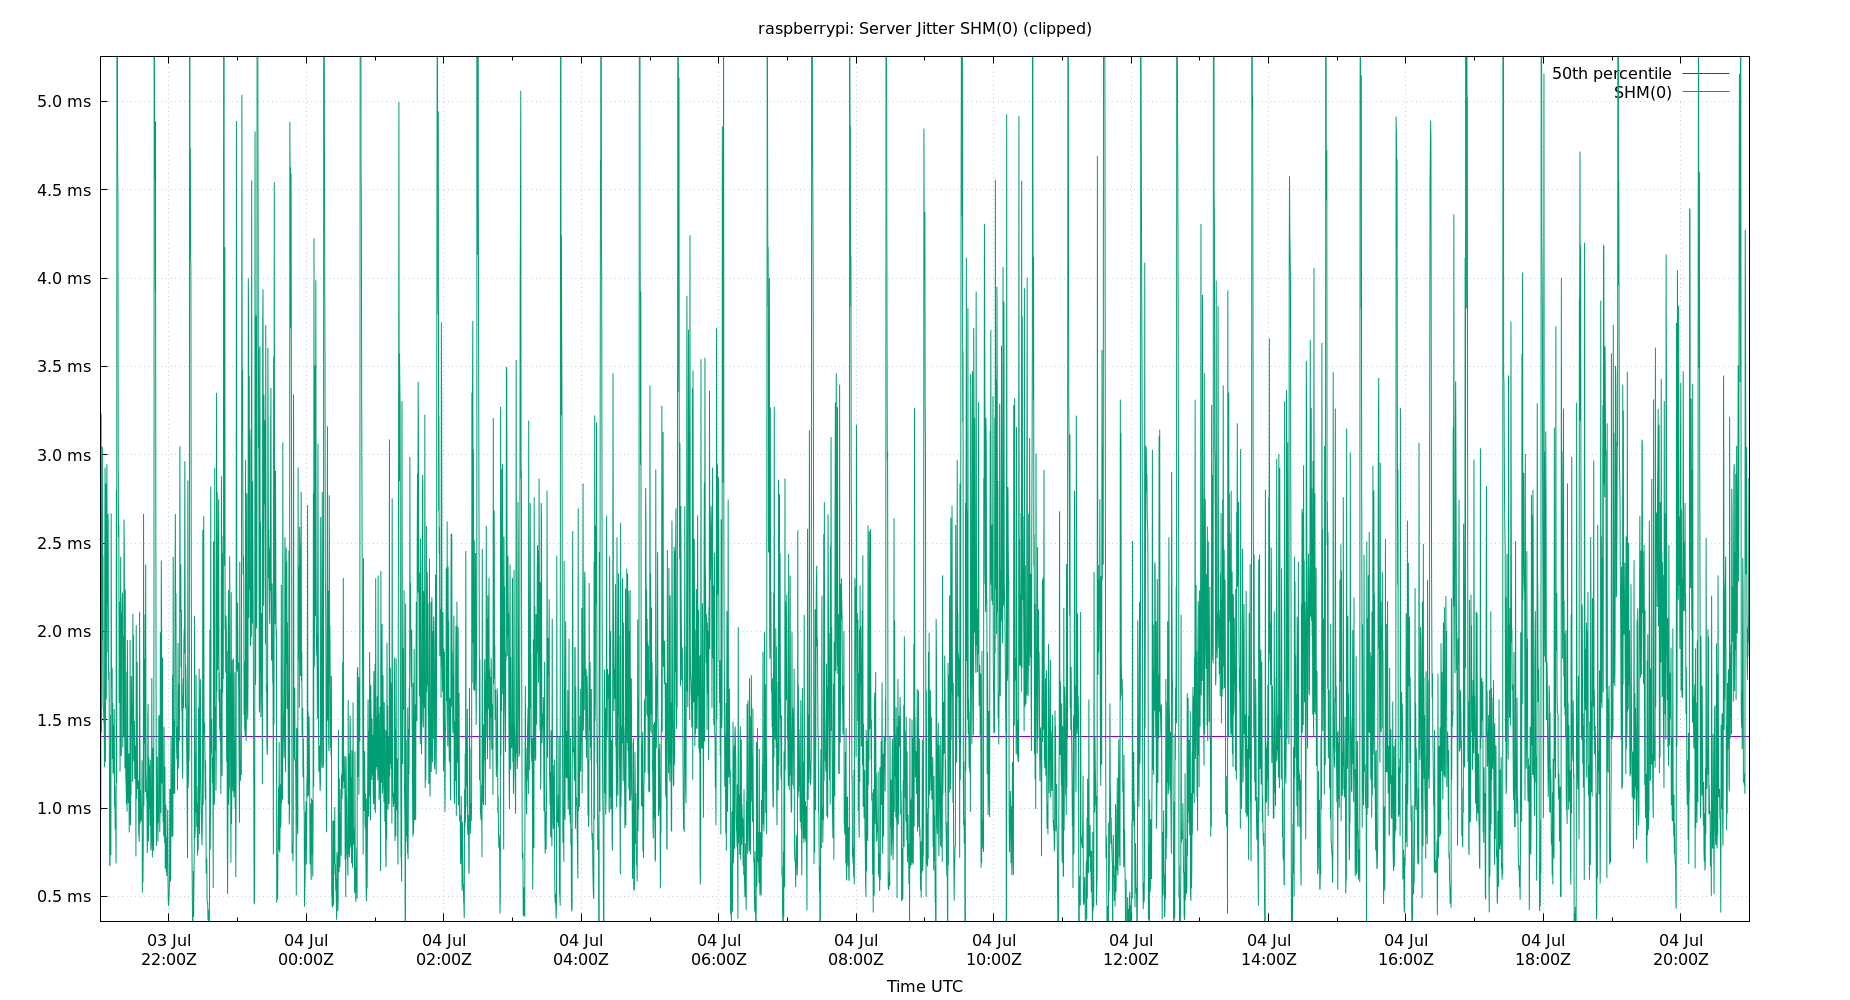 raspberrypi: Server Jitter SHM(0) (clipped)
50th percentile
SHM(0)
5.0 ms
4.5 ms
4.0 ms
3.5 ms
3.0 ms
2.5 ms
2.0 ms
1.5 ms
1.0 ms
0.5 ms
03 Jul 04 Jul 04 Jul 04 Jul 04 Jul 04 Jul 04 Jul 04 Jul 04 Jul 04 Jul 04 Jul 04 Jul
22:00Z 00:00Z 02:00Z 04:00Z 06:00Z 08:00Z 10:00Z 12:00Z 14:00Z 16:00Z 18:00Z 20:00Z
Time UTC